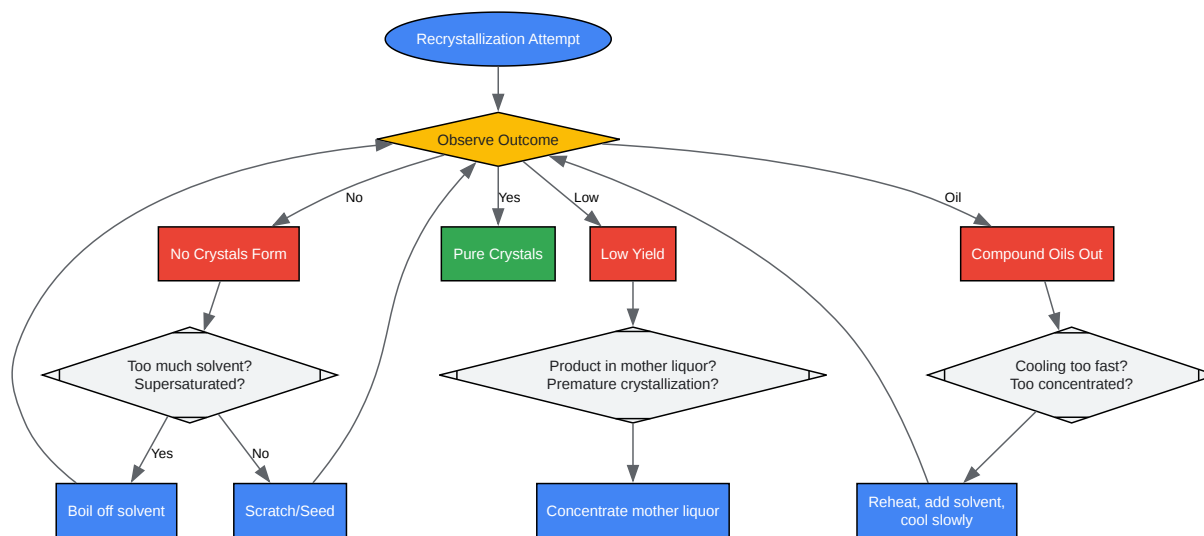 Recrystallization Attempt
Observe Outcome
No
Yes
Low
Oil
No Crystals Form
Pure Crystals
Low Yield
Compound Oils Out
Too much solvent?
Supersaturated?
Product in mother liquor?
Premature crystallization?
Cooling too fast?
Too concentrated?
Yes
No
Boil off solvent
Scratch/Seed
Concentrate mother liquor
Reheat, add solvent,
cool slowly